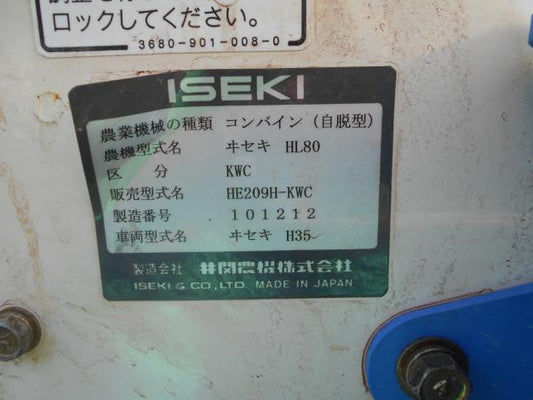 ロックしてください。
3680-901-008-0
ISEKI
農業機械の種類 コンバイン(自脱型)
農機型式名 ヰセキ HL80
区分 KWC
販売型式名 HE209H-KWC
製造番号 101212
車両型式名 ヰセキ H35
製造会社 井関農機株式会社
ISEKI & CO., LTD. MADE IN JAPAN